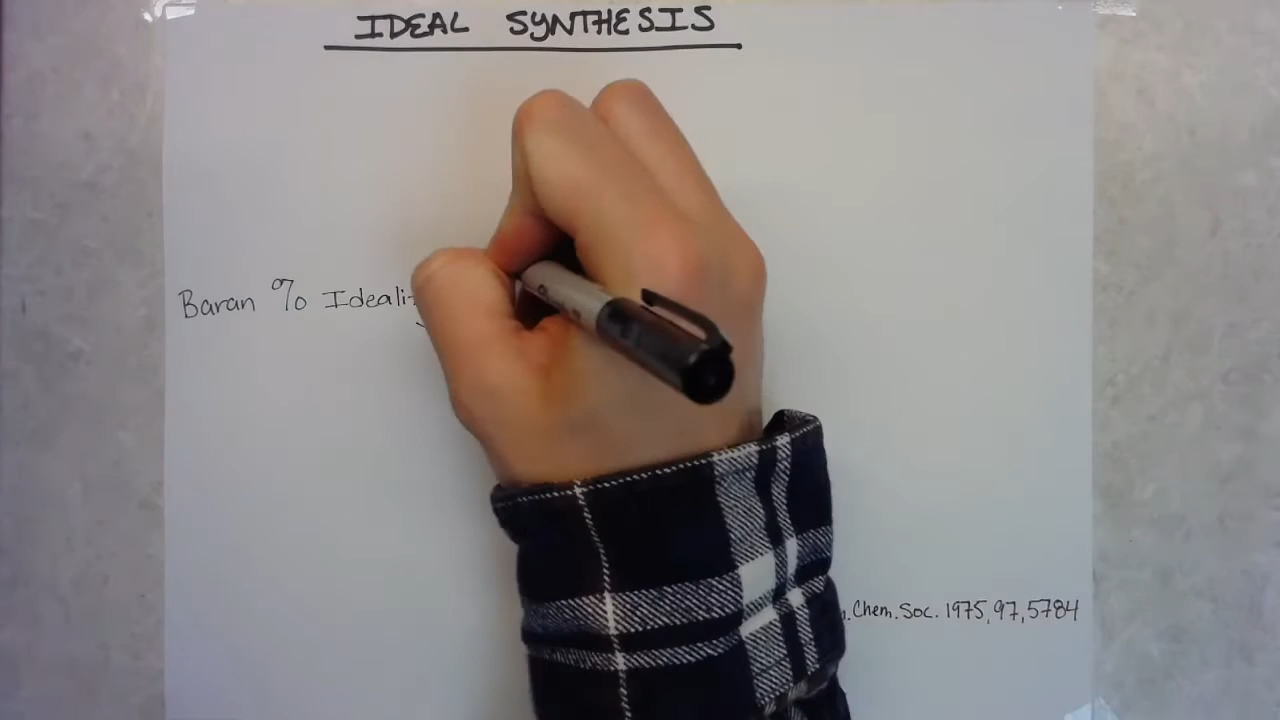 IDEAL SYNTHESIS
Baran % Ideali
. Chem. Soc. 1975, 97, 5784